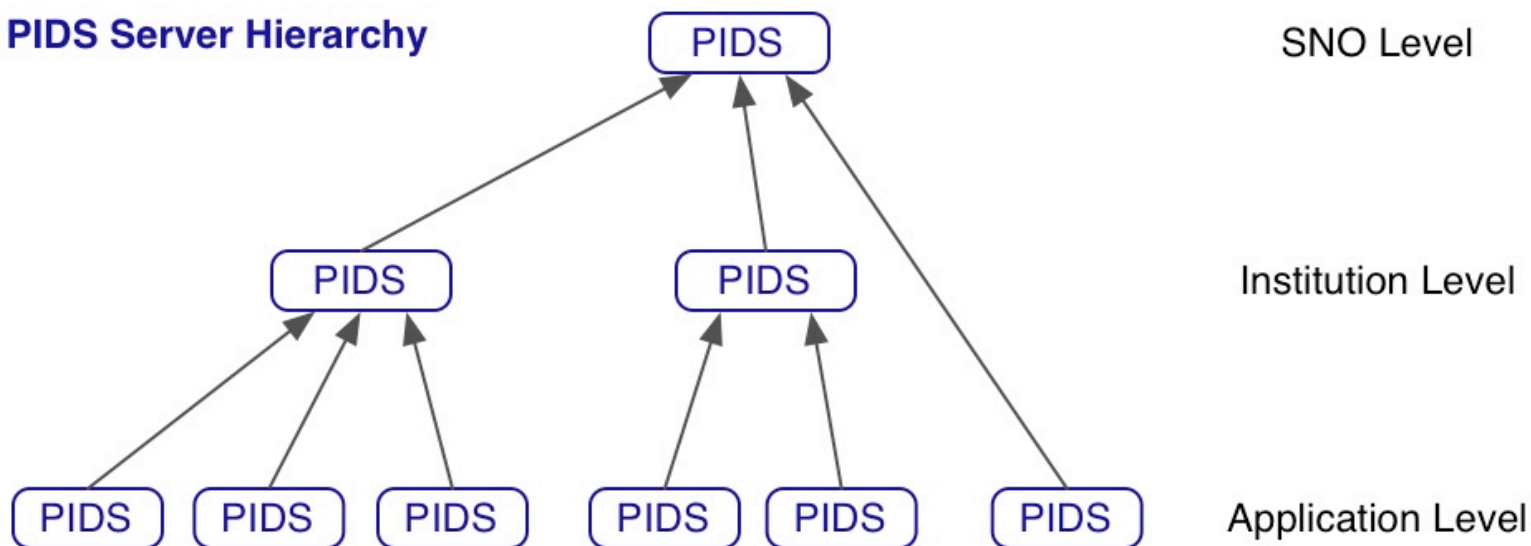 PIDS Server Hierarchy
PIDS
SNO Level
PIDS
PIDS
Institution Level
PIDS
PIDS
PIDS
PIDS
PIDS
PIDS
Application Level